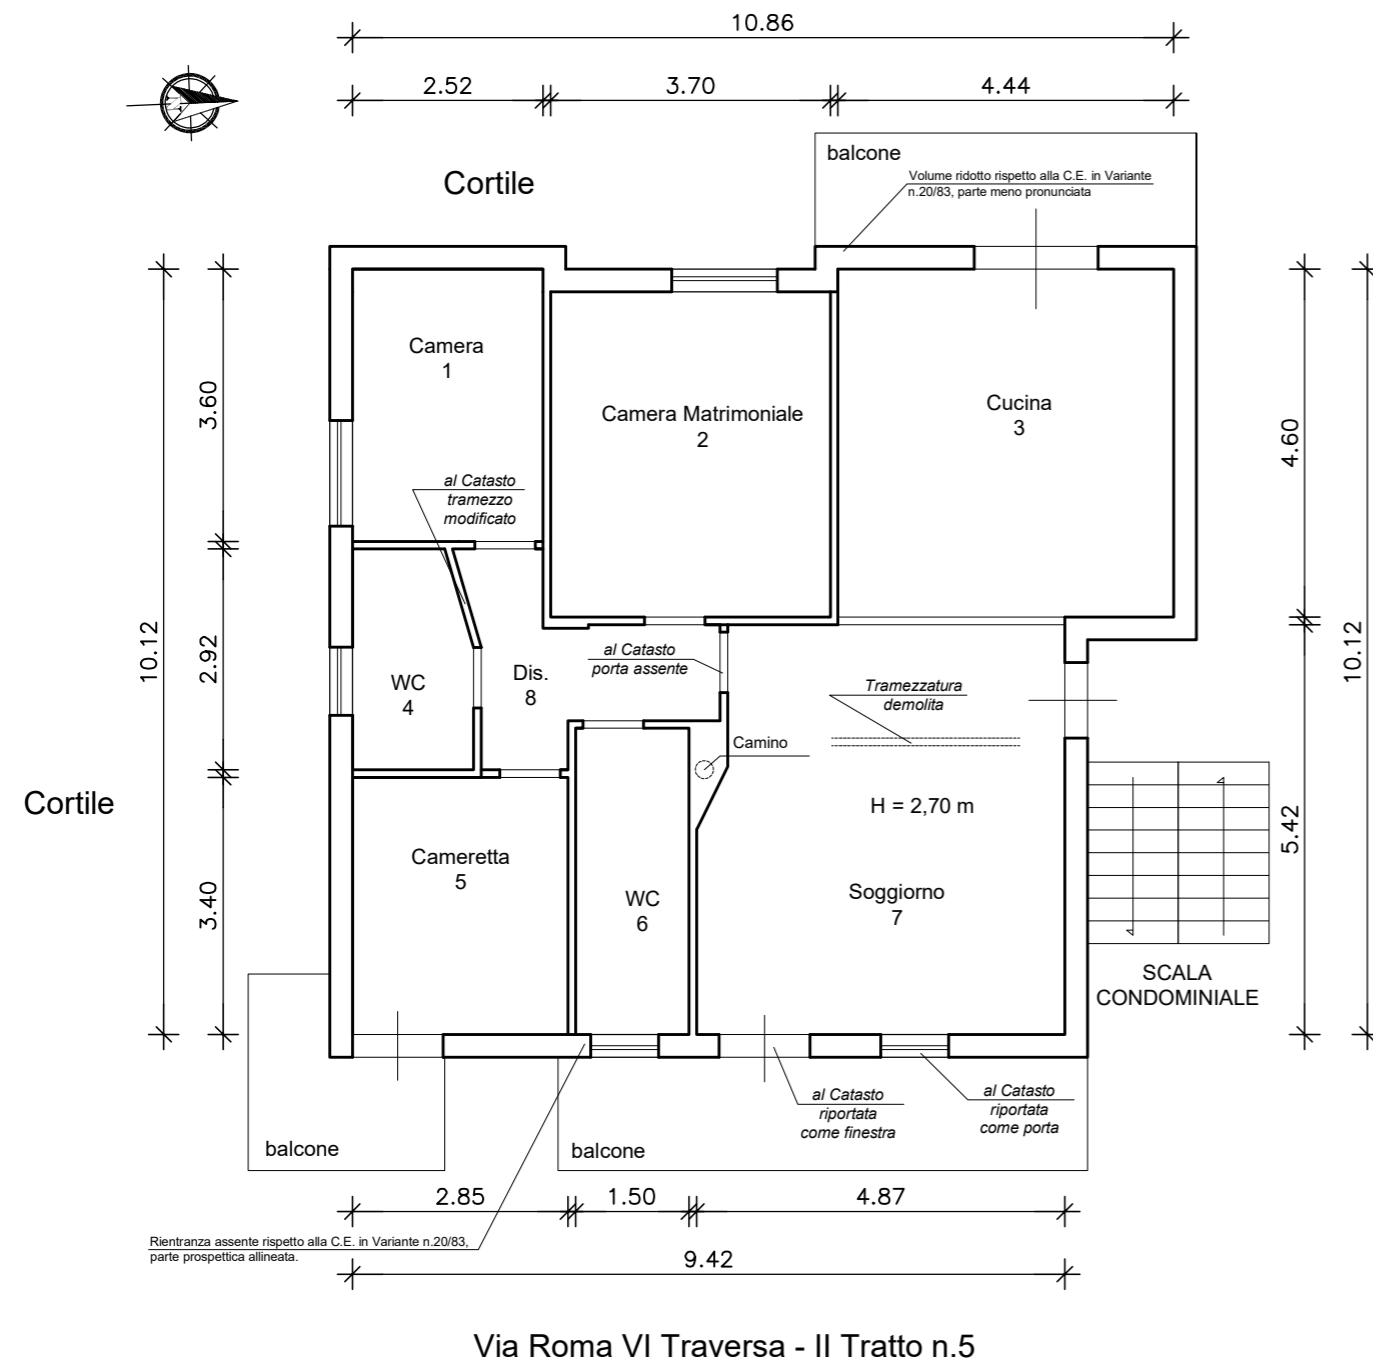 10.86
2.52
3.70
4.44
balcone
Volume ridotto rispetto alla C.E. in Variante
n.20/83, parte meno pronunciata
Cortile
Camera
1
Camera Matrimoniale
2
Cucina
3
3.60
4.60
al Catasto
tramezzo
modificato
10.12
2.92
10.12
WC
4
Dis.
8
al Catasto
porta assente
Tramezzatura
demolita
Camino
Cortile
H = 2,70 m
5.42
Cameretta
5
WC
6
Soggiorno
7
3.40
SCALA
CONDOMINIALE
al Catasto
riportata
come finestra
al Catasto
riportata
come porta
balcone
balcone
2.85
1.50
4.87
Rientranza assente rispetto alla C.E. in Variante n.20/83,
parte prospettica allineata.
9.42
Via Roma VI Traversa - II Tratto n.5